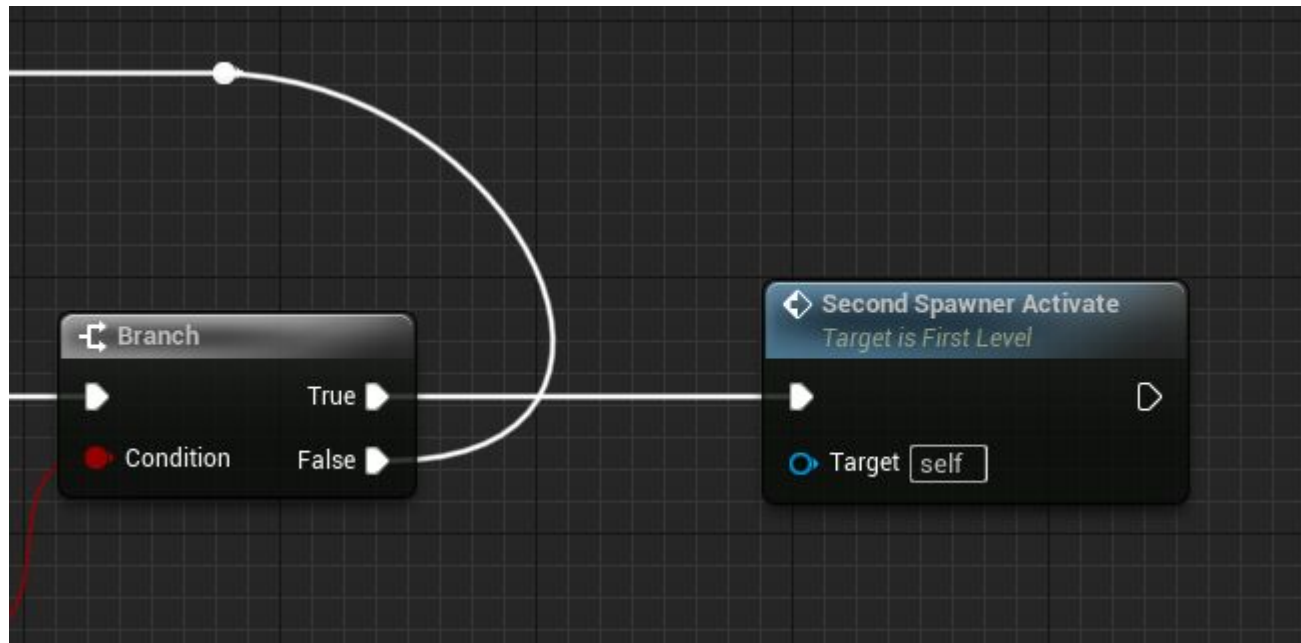 Second Spawner Activate
Target is First Level
Branch
True
Condition
False
Target self